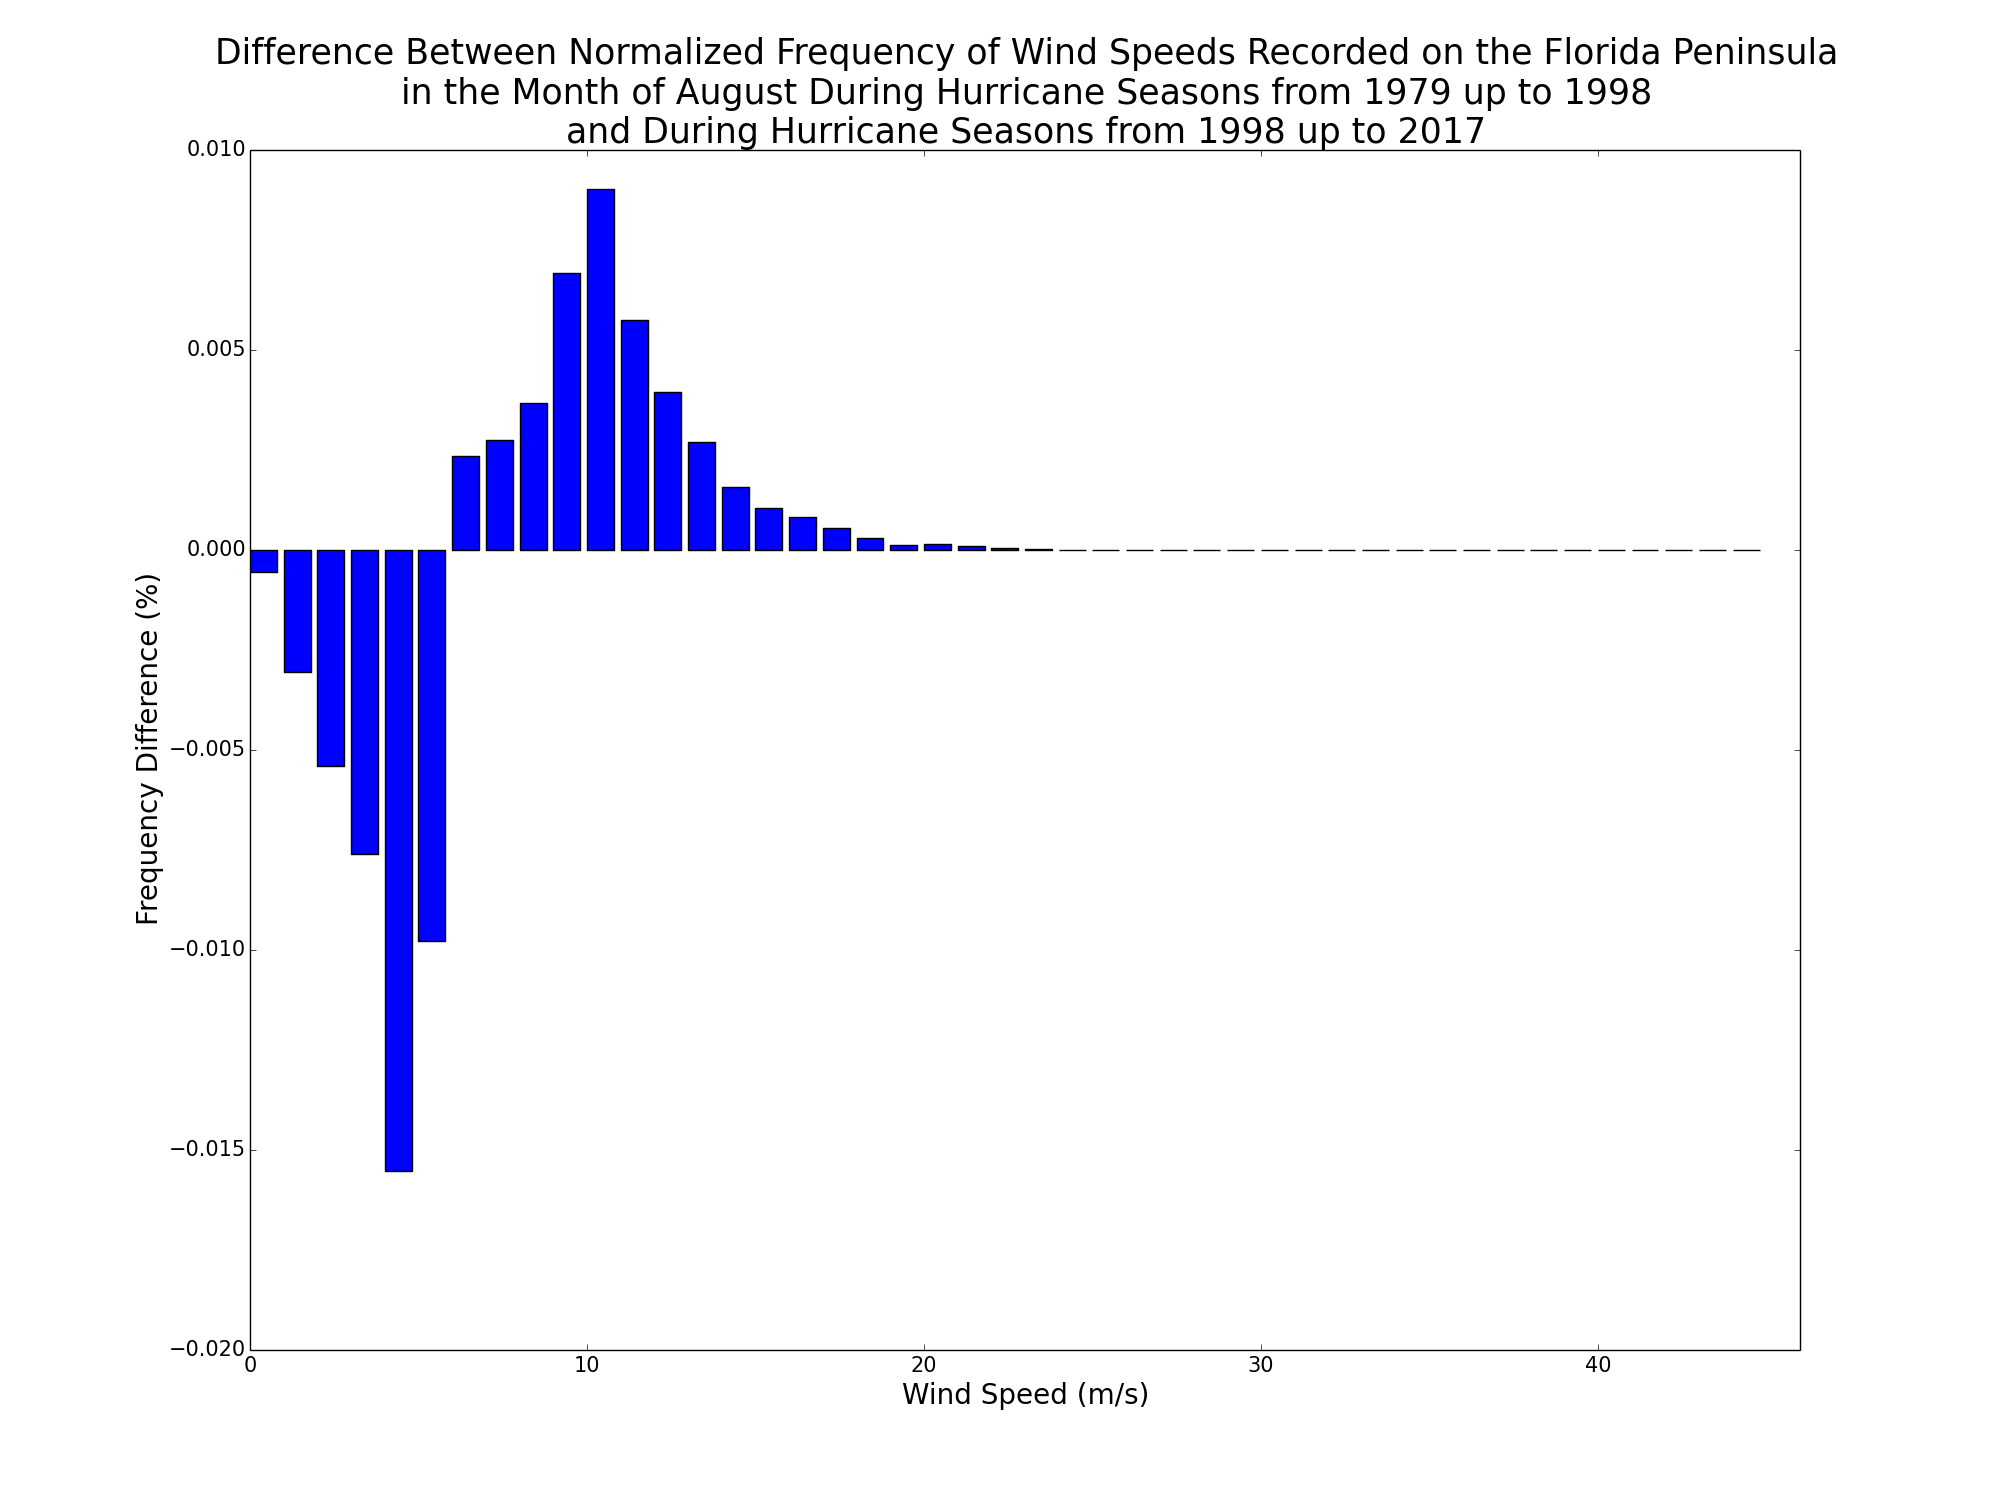 Difference Between Normalized Frequency of Wind Speeds Recorded on the Florida Peninsula
in the Month of August During Hurricane Seasons from 1979 up to 1998
and During Hurricane Seasons from 1998 up to 2017
0.010
0.005
0.000
−0.005
−0.010
−0.015
−0.020
Frequency Difference (%)
0 10 20 30 40
Wind Speed (m/s)